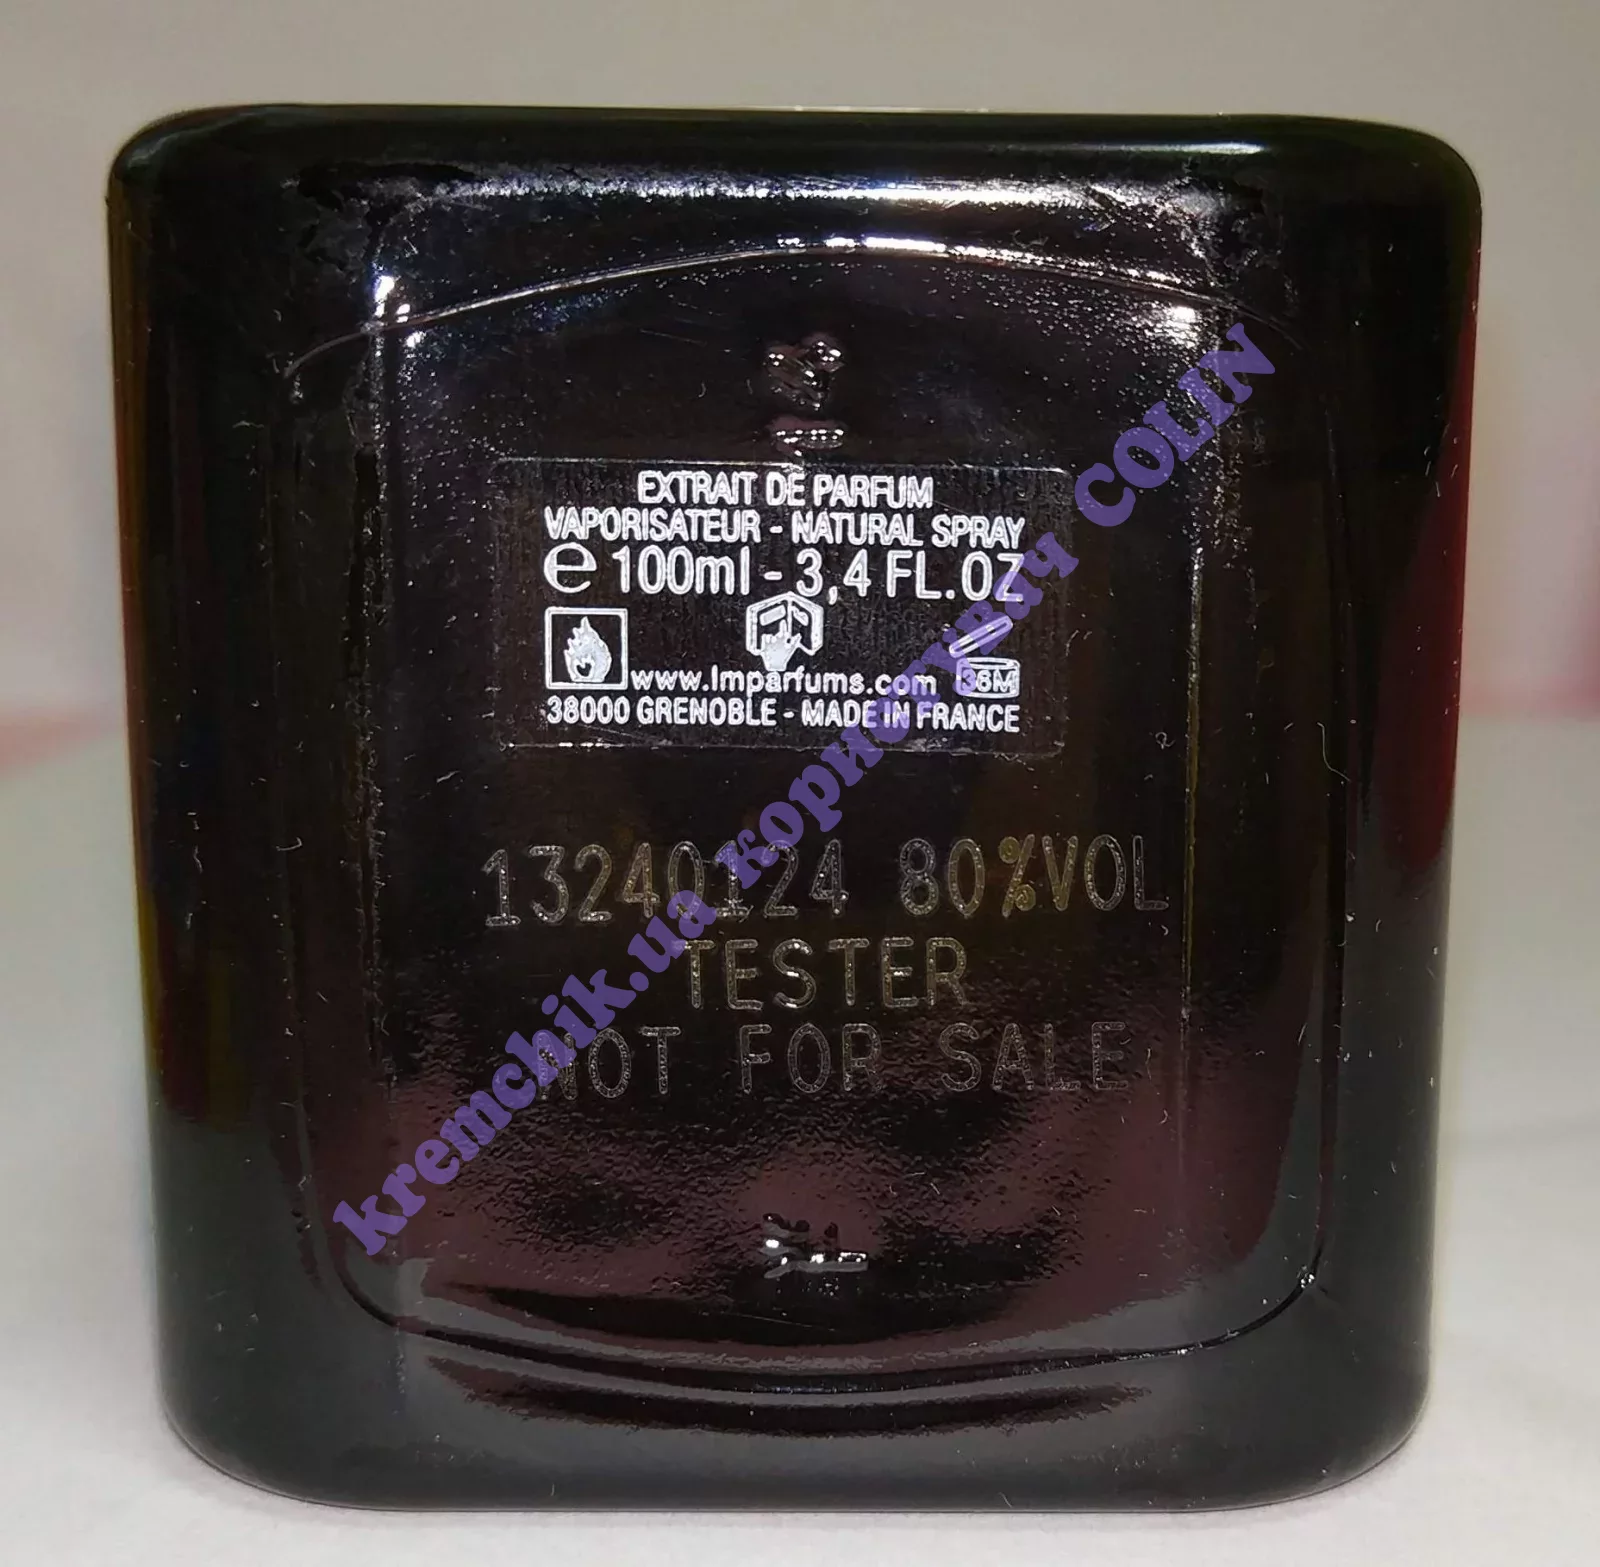 EXTRAIT DE PARFUM
VAPORISATEUR - NATURAL SPRAY
e 100ml - 3,4 FL.OZ
36M
www.lmparfums.com
38000 GRENOBLE - MADE IN FRANCE
13240124 80%VOL
TESTER
NOT FOR SALE
kremchik.ua користувач COLIN